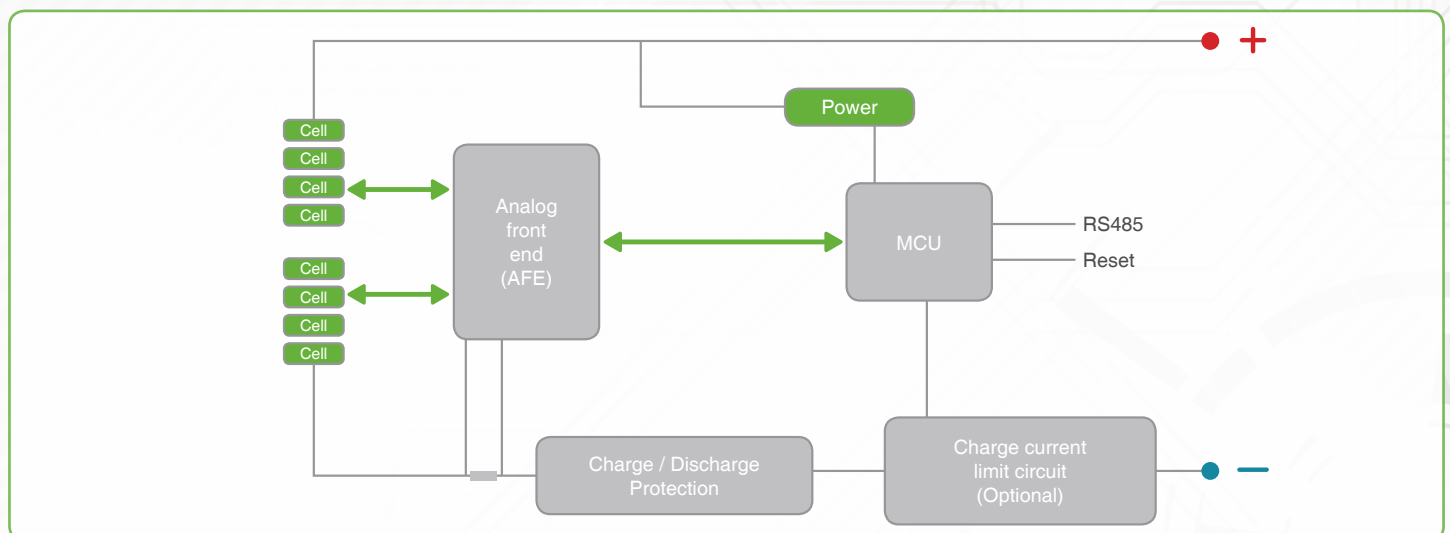 +
Power
Cell
Cell
Cell
Cell
Analog
front
end
(AFE)
MCU
RS485
Reset
Cell
Cell
Cell
Cell
Charge / Discharge
Protection
Charge current
limit circuit
(Optional)
−